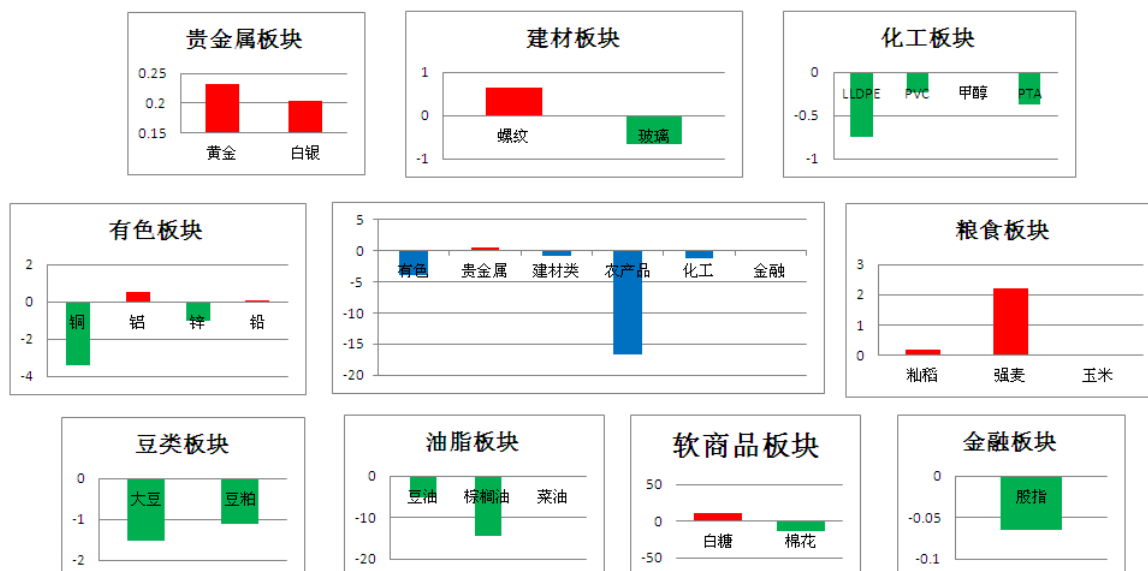 贵金属板块
0.25
0.2
0.15
黄金 白银
建材板块
1
0
-1
螺纹 玻璃
化工板块
0
-0.5
-1
LLDPE PVC 甲醇 PTA
有色板块
2
0
-2
-4
铜 铝 锌 铅
5
0
-5
-10
-15
-20
有色 贵金属 建材类 农产品 化工 金融
粮食板块
3
2
1
0
籼稻 强麦 玉米
豆类板块
0
-1
-2
大豆 豆粕
油脂板块
0
-10
-20
豆油 棕榈油 菜油
软商品板块
50
0
-50
白糖 棉花
金融板块
0
-0.05
-0.1
股指